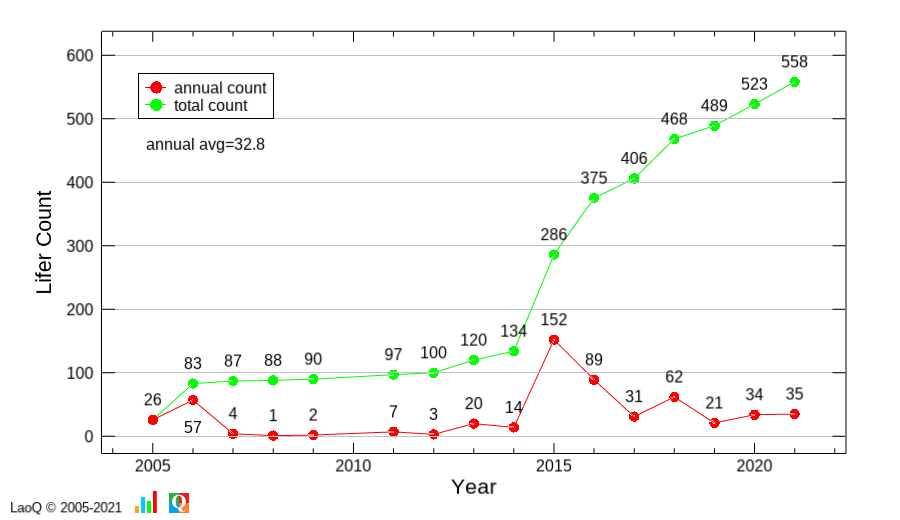 600
500
400
300
200
100
0
Lifer Count
annual count
total count
annual avg=32.8
26 83 87 88 90 97 100 120 134 286 375 406 468 489 523 558
57 4 1 2 7 3 20 14 152 89 31 62 21 34 35
2005 2010 2015 2020
Year
LaoQ © 2005-2021
Q